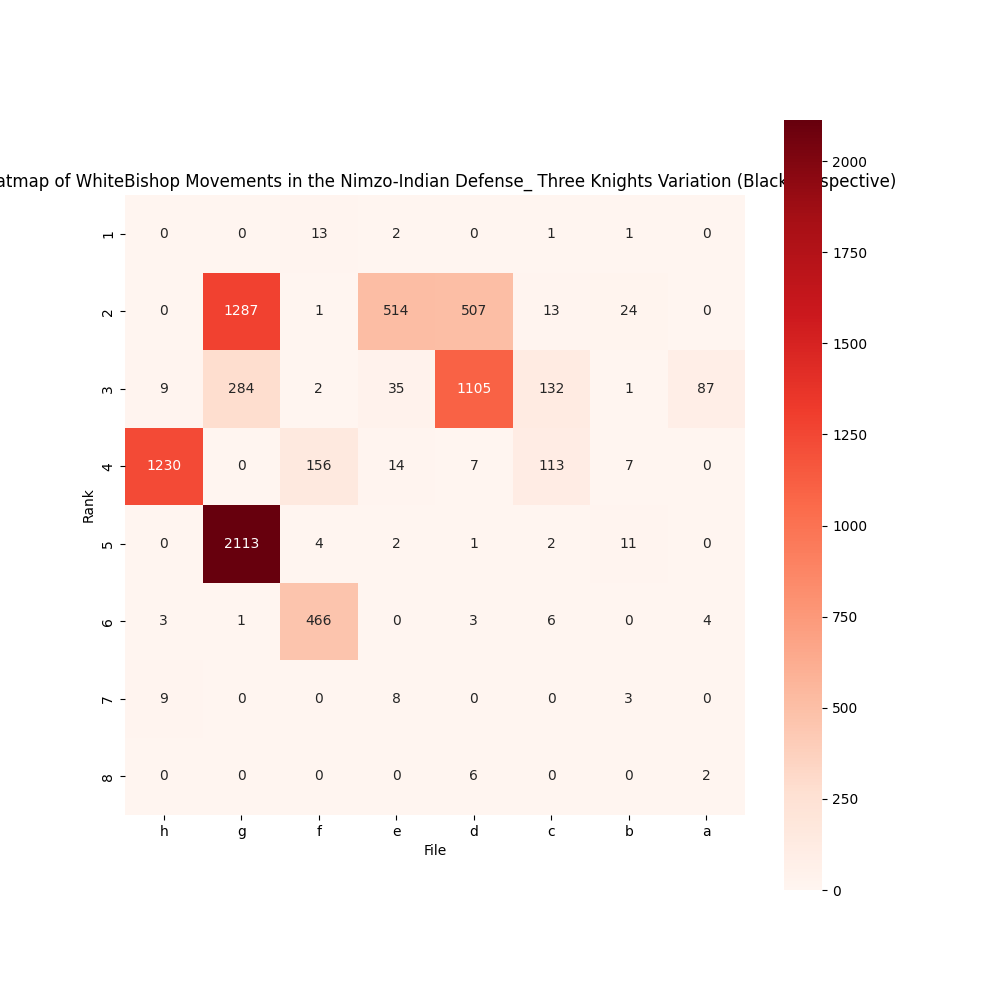 atmap of WhiteBishop Movements in the Nimzo-Indian Defense_ Three Knights Variation (Black spective)
2000
1750
1500
1250
1000
750
500
250
0
Rank
1 0 0 13 2 0 1 1 0
2 0 1287 1 514 507 13 24 0
3 9 284 2 35 1105 132 1 87
4 1230 0 156 14 7 113 7 0
5 0 2113 4 2 1 2 11 0
6 3 1 466 0 3 6 0 4
7 9 0 0 8 0 0 3 0
8 0 0 0 0 6 0 0 2
h g f e d c b a
File